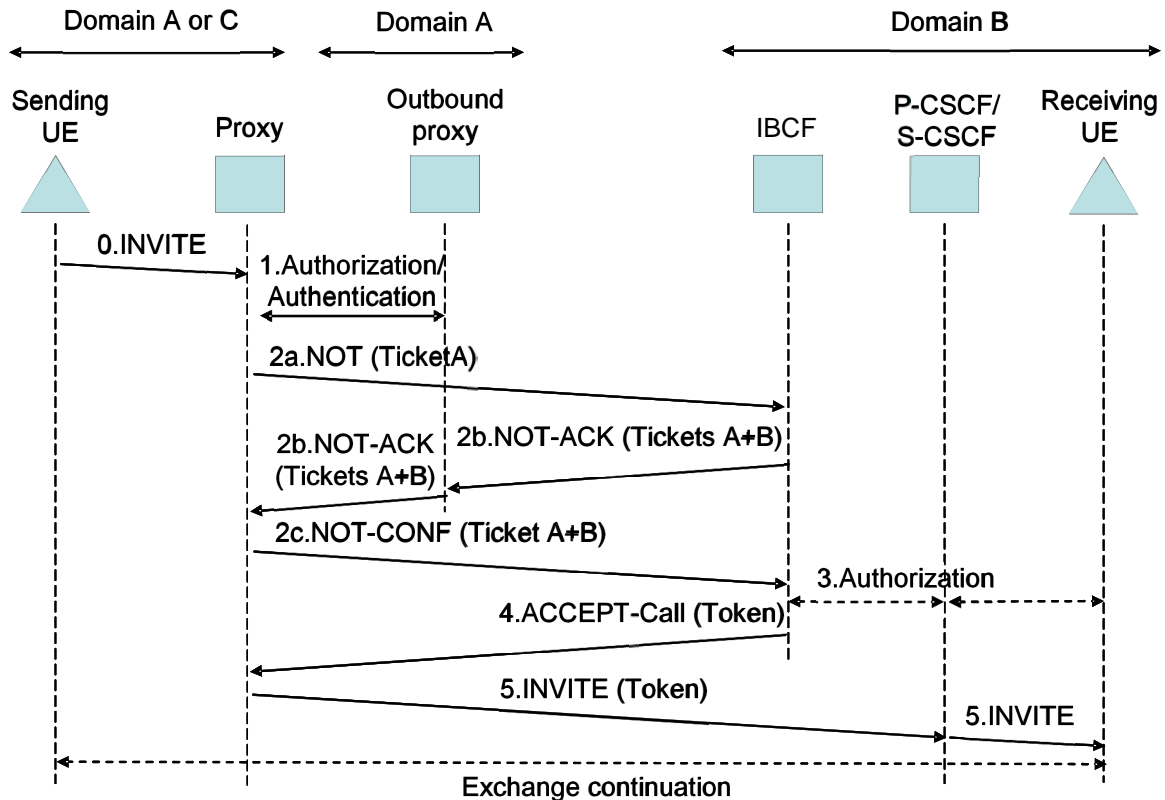 Domain A or C
Domain A
Domain B
Sending
UE
Proxy
Outbound
proxy
IBCF
P-CSCF/
S-CSCF
Receiving
UE
0.INVITE
1.Authorization/
Authentication
2a.NOT (TicketA)
2b.NOT-ACK (Tickets A+B)
2b.NOT-ACK
(Tickets A+B)
2c.NOT-CONF (Ticket A+B)
3.Authorization
4.ACCEPT-Call (Token)
5.INVITE (Token)
5.INVITE
Exchange continuation